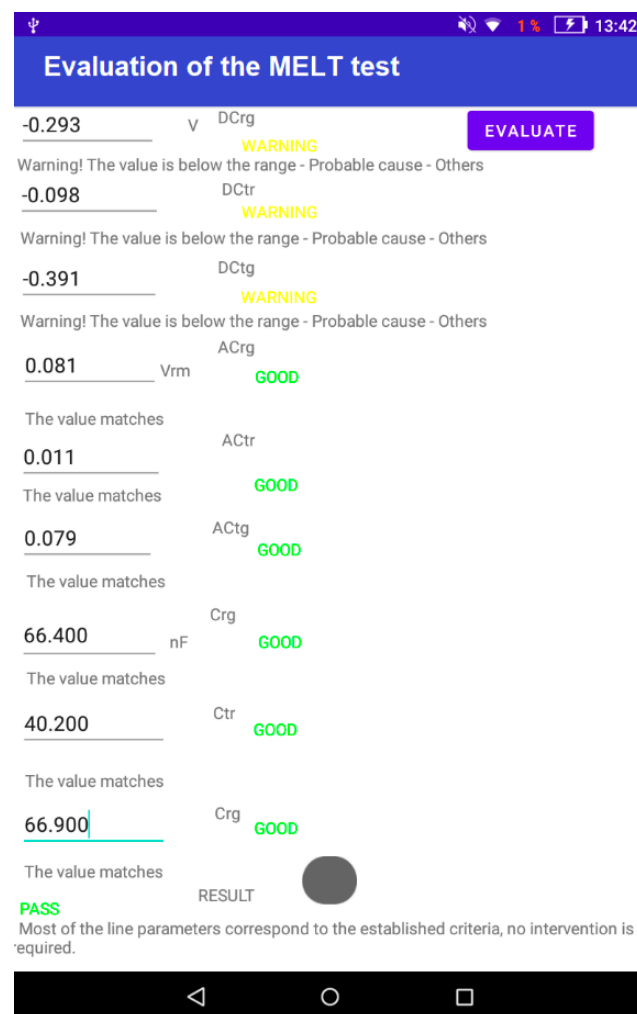 1% 13:42
Evaluation of the MELT test
-0.293 V DCrg EVALUATE
WARNING
Warning! The value is below the range - Probable cause - Others
-0.098 DCtr
WARNING
Warning! The value is below the range - Probable cause - Others
-0.391 DCtg
WARNING
Warning! The value is below the range - Probable cause - Others
0.081 Vrm ACrg
GOOD
The value matches
0.011 ACtr
GOOD
The value matches
0.079 ACtg
GOOD
The value matches
66.400 nF Crg
GOOD
The value matches
40.200 Ctr
GOOD
The value matches
66.900 Crg
GOOD
The value matches
RESULT
PASS
Most of the line parameters correspond to the established criteria, no intervention is
required.